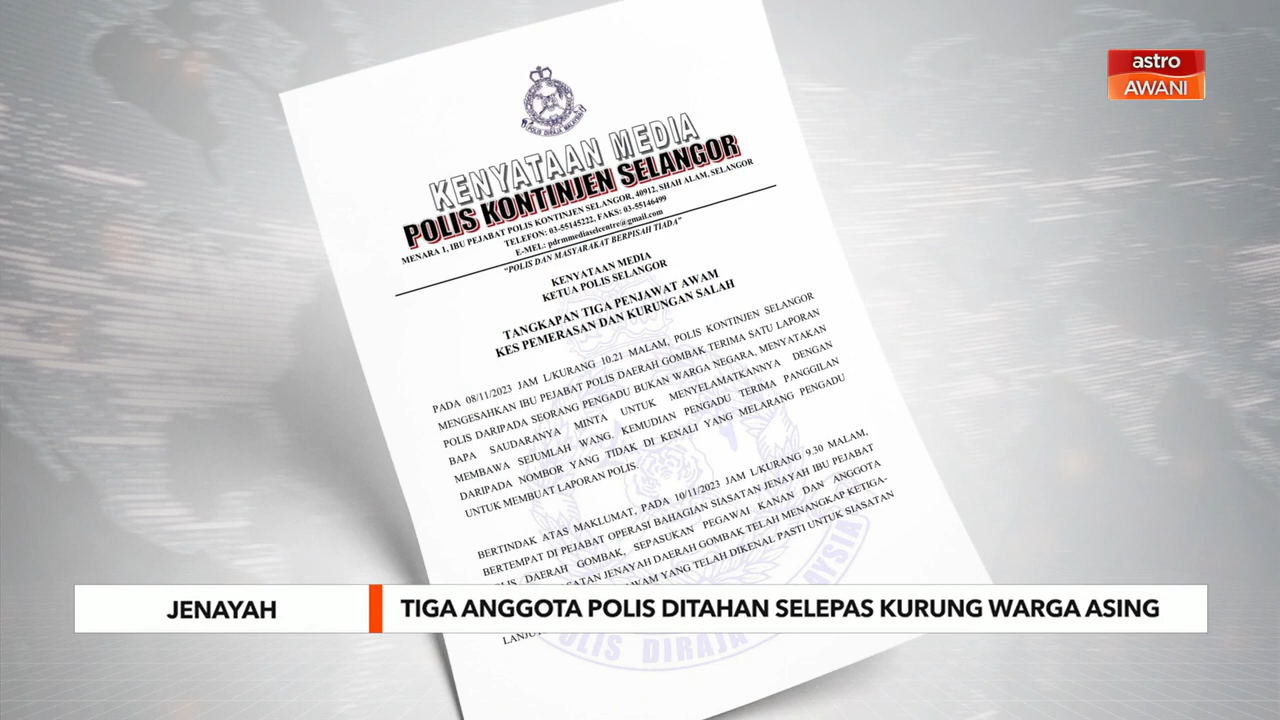 astro
AWANI
POLIS DIRAJA MALAYSIA
KENYATAAN MEDIA
POLIS KONTINJEN SELANGOR
MENARA 1, IBU PEJABAT POLIS KONTINJEN SELANGOR, 40912, SHAH ALAM, SELANGOR
TELEFON: 03-55145222, FAKS: 03-55146499
E-MEL: pdrmmediaselcentre@gmail.com
"POLIS DAN MASYARAKAT BERPISAH TIADA"
KENYATAAN MEDIA
KETUA POLIS SELANGOR
TANGKAPAN TIGA PENJAWAT AWAM
KES PEMERASAN DAN KURUNGAN SALAH
PADA 08/11/2023 JAM L/KURANG 10.21 MALAM, POLIS KONTINJEN SELANGOR
MENGESAHKAN IBU PEJABAT POLIS DAERAH GOMBAK TERIMA SATU LAPORAN
POLIS DARIPADA SEORANG PENGADU BUKAN WARGA NEGARA, MENYATAKAN
BAPA SAUDARANYA MINTA UNTUK MENYELAMATKANNYA DENGAN
MEMBAWA SEJUMLAH WANG. KEMUDIAN PENGADU TERIMA PANGGILAN
DARIPADA NOMBOR YANG TIDAK DI KENALI YANG MELARANG PENGADU
UNTUK MEMBUAT LAPORAN POLIS.
BERTINDAK ATAS MAKLUMAT, PADA 10/11/2023 JAM L/KURANG 9.30 MALAM,
BERTEMPAT DI PEJABAT OPERASI BAHAGIAN SIASATAN JENAYAH IBU PEJABAT
DAERAH GOMBAK, SEPASUKAN PEGAWAI KANAN DAN ANGGOTA
JENAYAH DAERAH GOMBAK TELAH MENANGKAP KETIGA-
YANG TELAH DIKENAL PASTI UNTUK SIASATAN
JENAYAH
TIGA ANGGOTA POLIS DITAHAN SELEPAS KURUNG WARGA ASING
POLIS DIRAJA